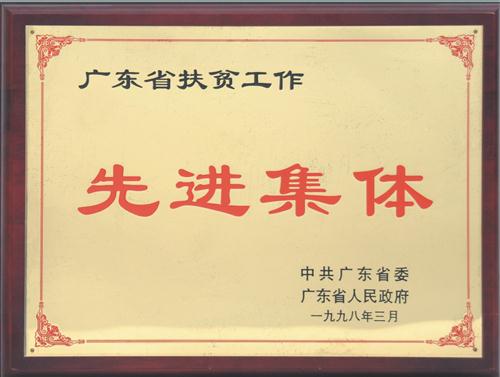 广东省扶贫工作
先进集体
中共广东省委
广东省人民政府
一九九八年三月